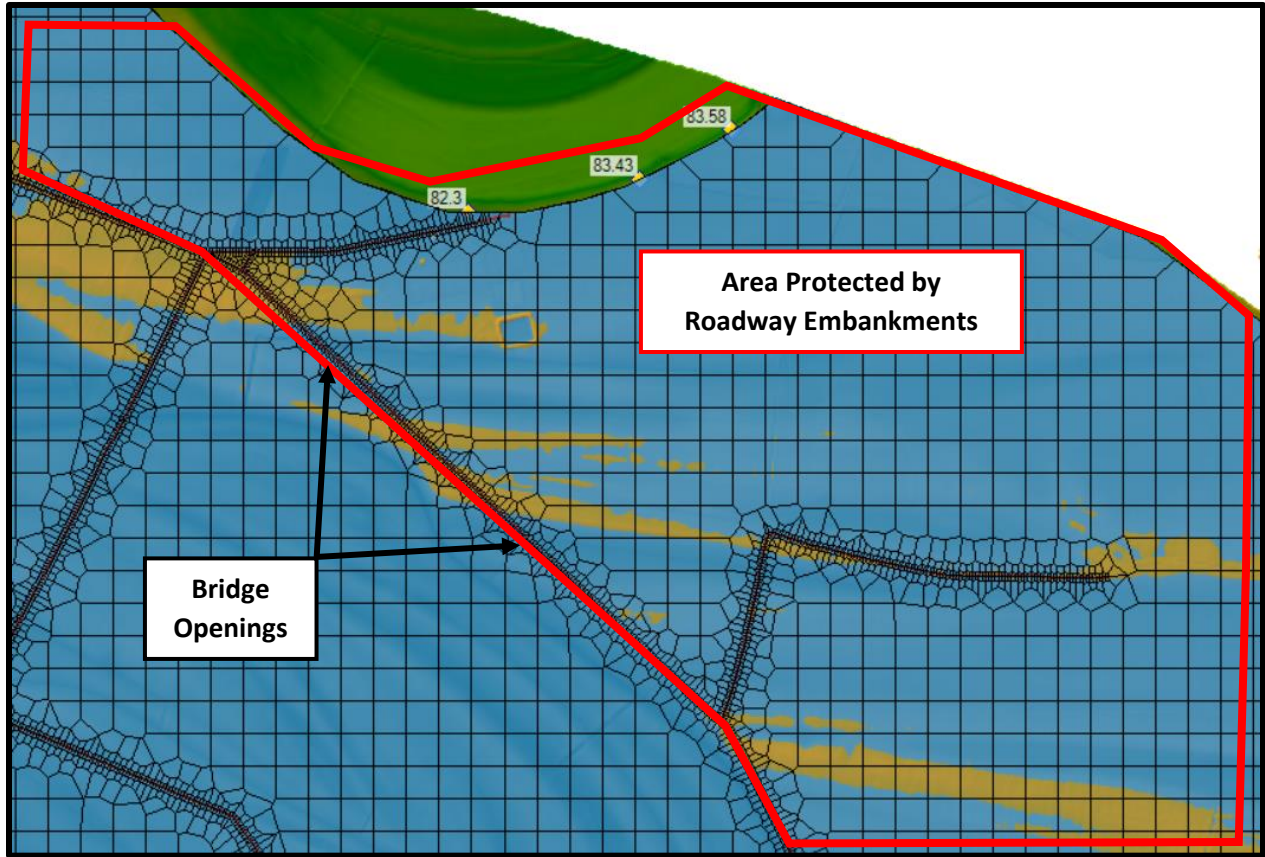 83.58
83.43
82.3
Area Protected by
Roadway Embankments
Bridge
Openings